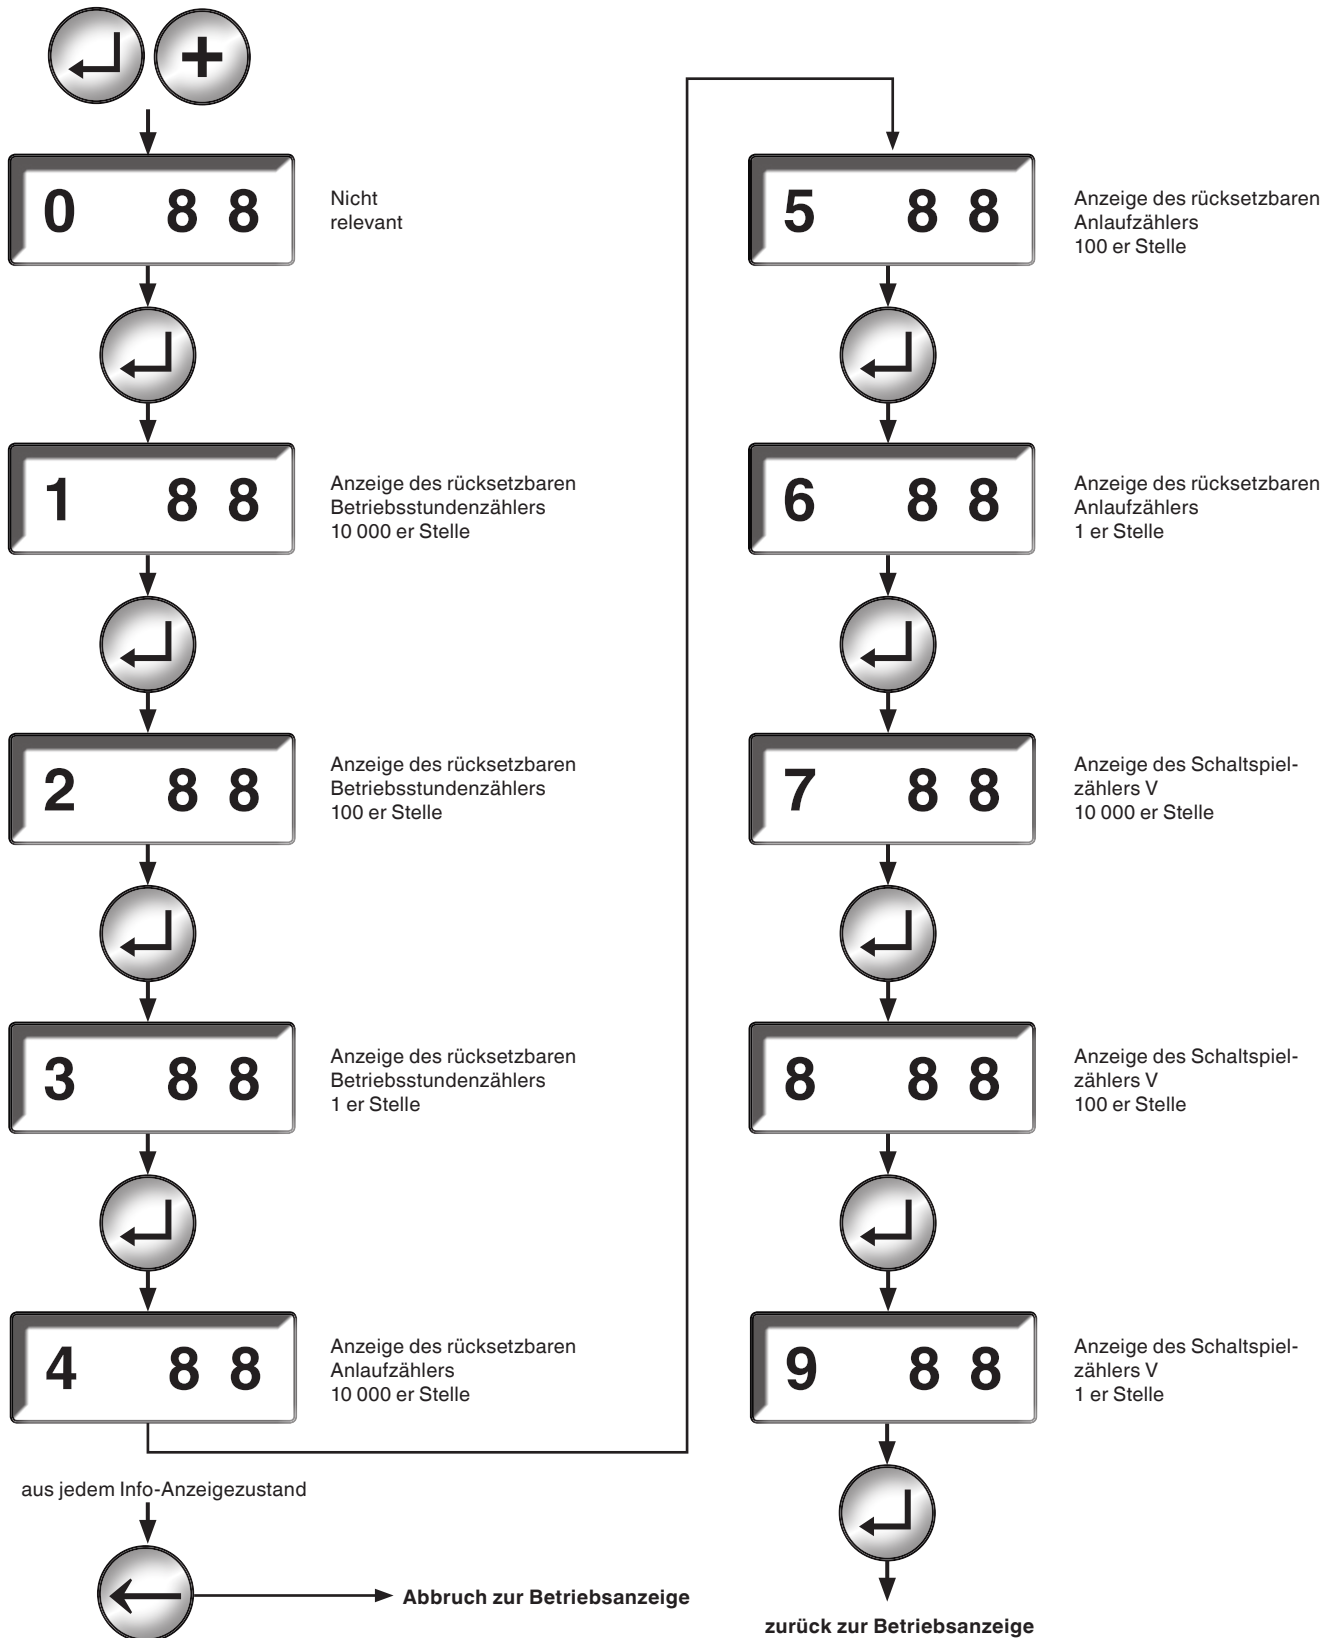 +
0 8 8
Nicht
relevant
1 8 8
Anzeige des rücksetzbaren
Betriebsstundenzählers
10 000 er Stelle
2 8 8
Anzeige des rücksetzbaren
Betriebsstundenzählers
100 er Stelle
3 8 8
Anzeige des rücksetzbaren
Betriebsstundenzählers
1 er Stelle
4 8 8
Anzeige des rücksetzbaren
Anlaufzählers
10 000 er Stelle
aus jedem Info-Anzeigezustand
Abbruch zur Betriebsanzeige
5 8 8
Anzeige des rücksetzbaren
Anlaufzählers
100 er Stelle
6 8 8
Anzeige des rücksetzbaren
Anlaufzählers
1 er Stelle
7 8 8
Anzeige des Schaltspiel-
zählers V
10 000 er Stelle
8 8 8
Anzeige des Schaltspiel-
zählers V
100 er Stelle
9 8 8
Anzeige des Schaltspiel-
zählers V
1 er Stelle
zurück zur Betriebsanzeige